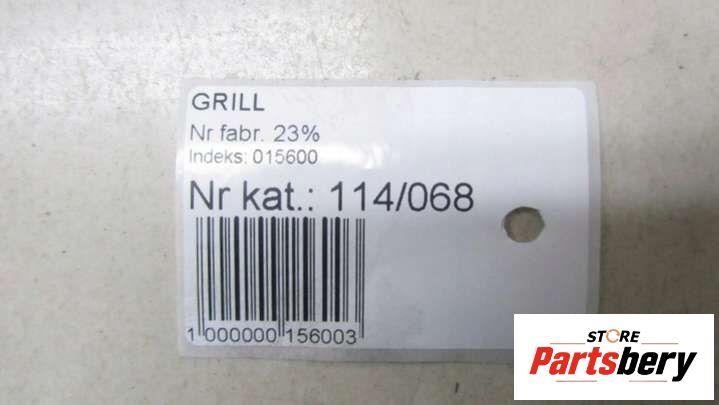 GRILL
Nr fabr. 23%
Indeks: 015600
Nr kat.: 114/068
1 000000 156003
STORE
Partsbery